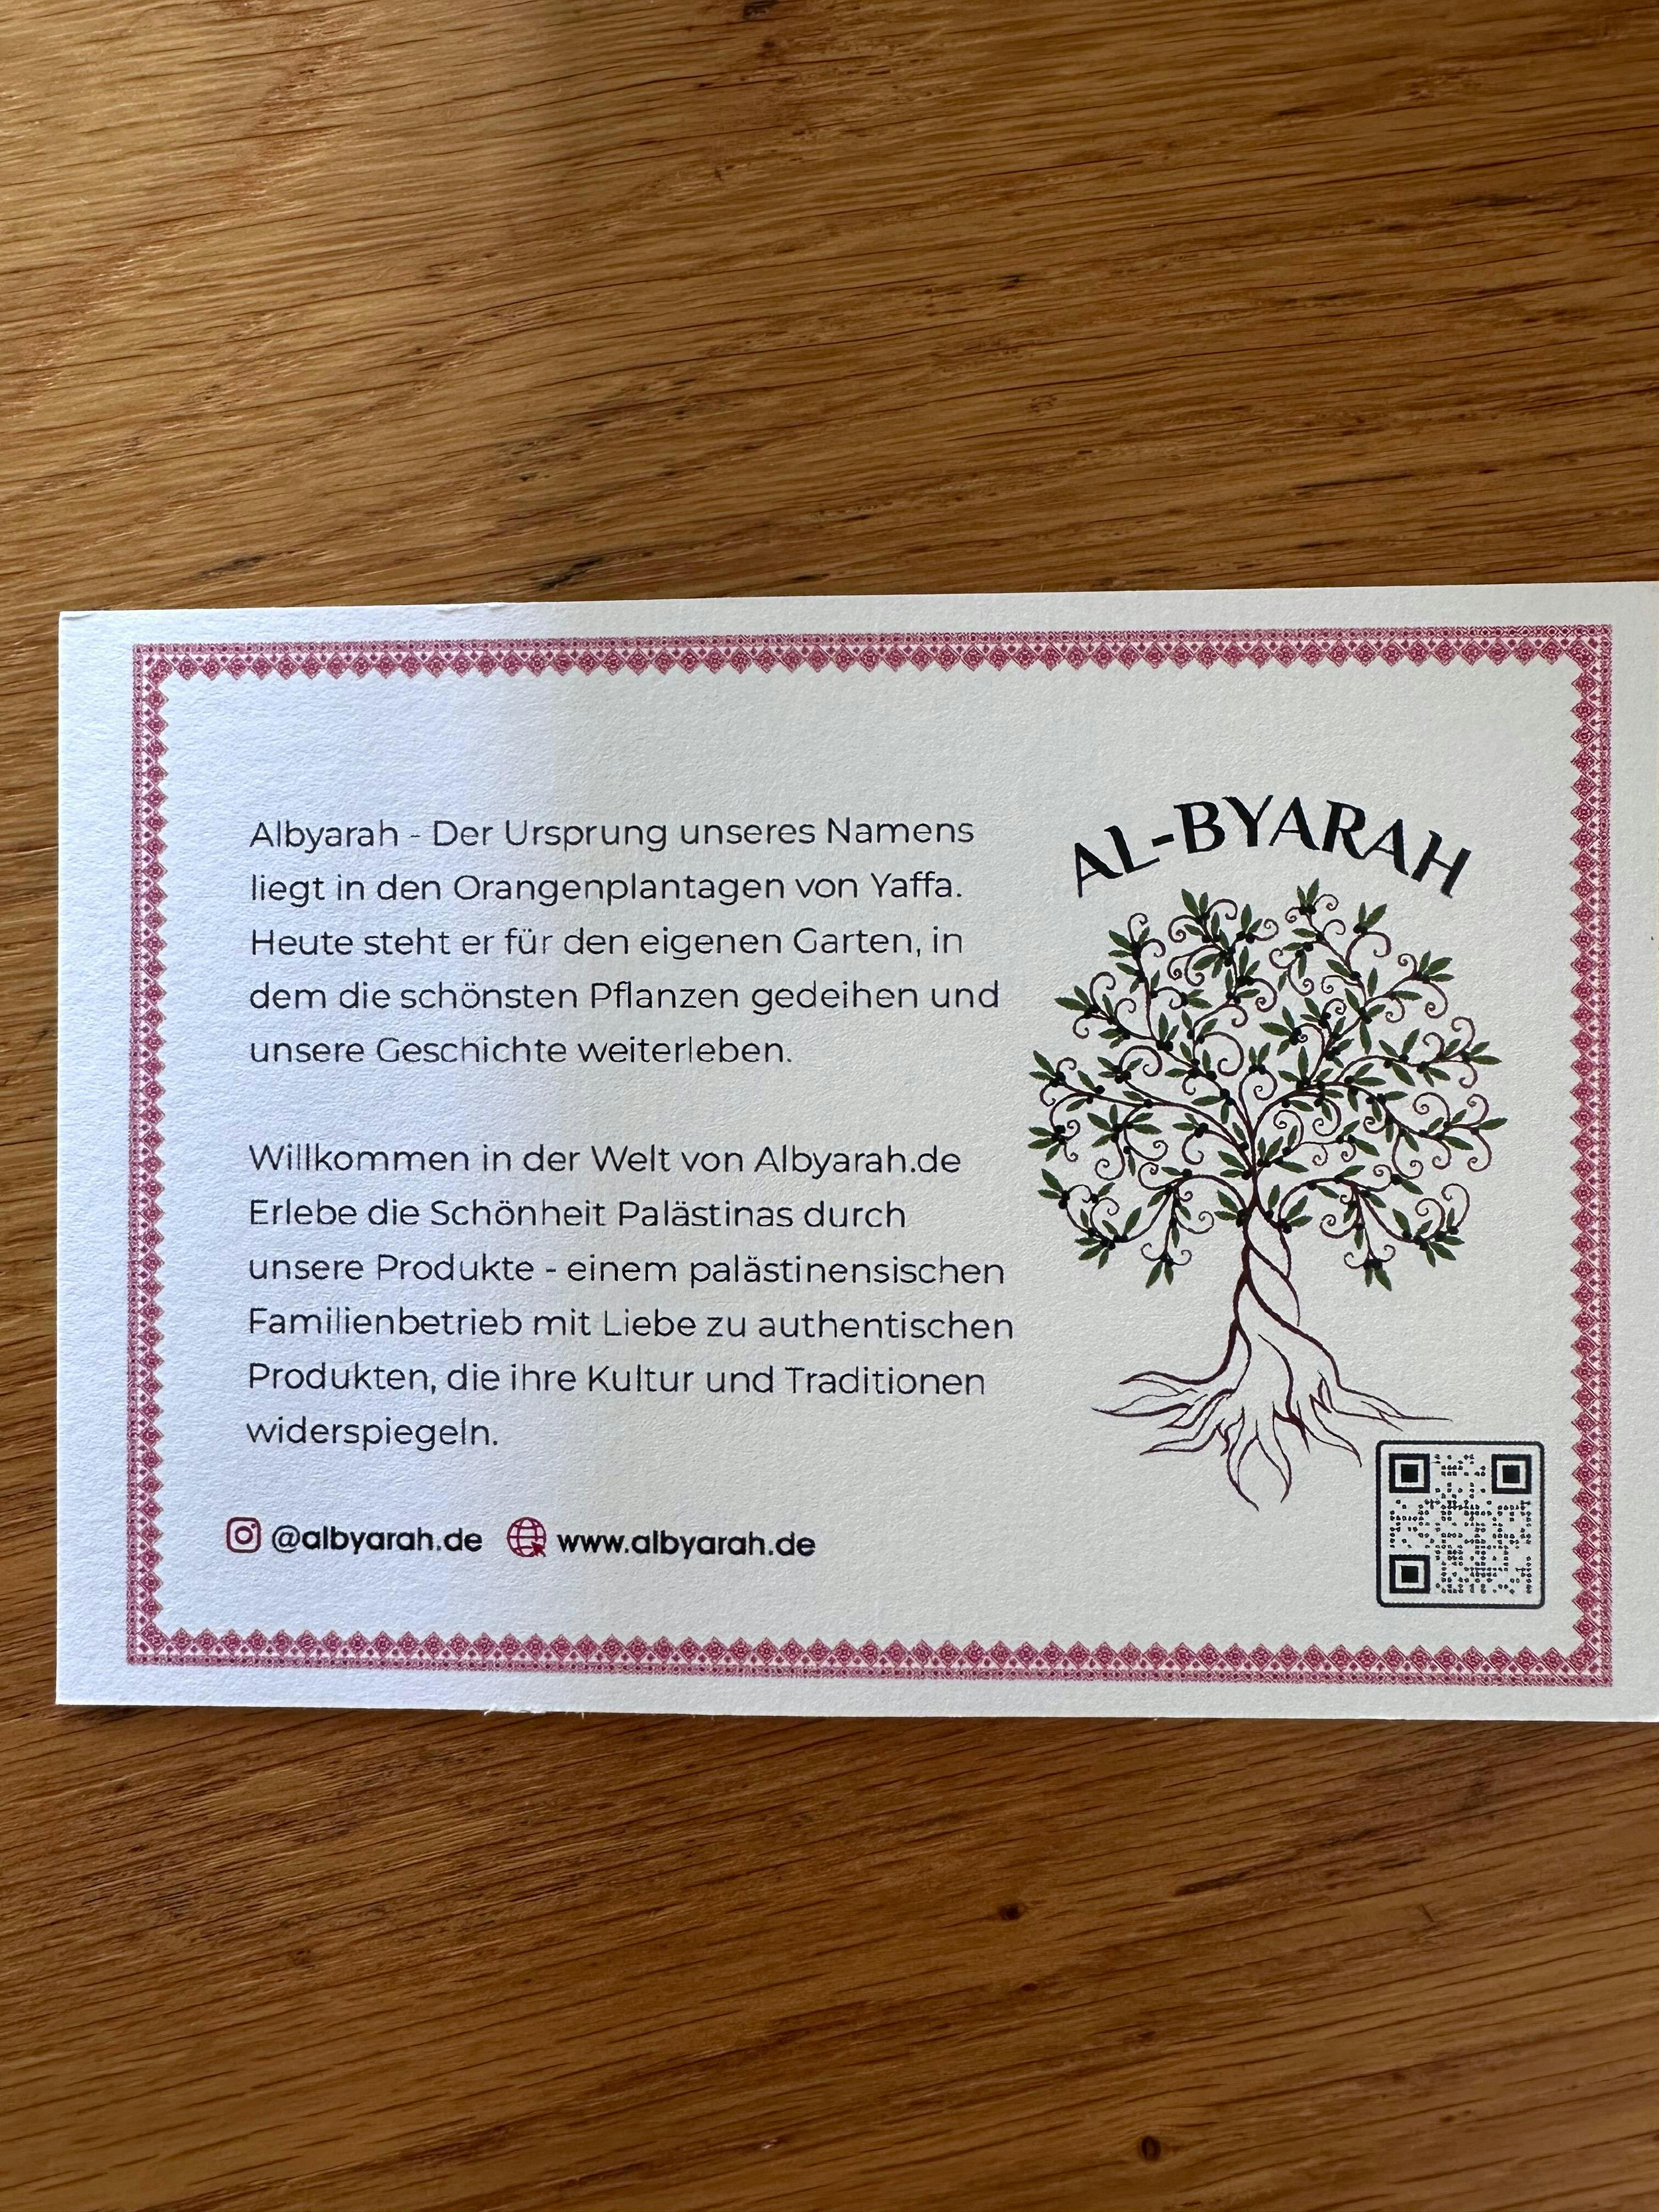 Albyarah - Der Ursprung unseres Namens
liegt in den Orangenplantagen von Yaffa.
Heute steht er für den eigenen Garten, in
dem die schönsten Pflanzen gedeihen und
unsere Geschichte weiterleben.
Willkommen in der Welt von Albyarah.de
Erlebe die Schönheit Palästinas durch
unsere Produkte - einem palästinensischen
Familienbetrieb mit Liebe zu authentischen
Produkten, die ihre Kultur und Traditionen
widerspiegeln.
@albyarah.de www.albyarah.de
AL-BYARAH